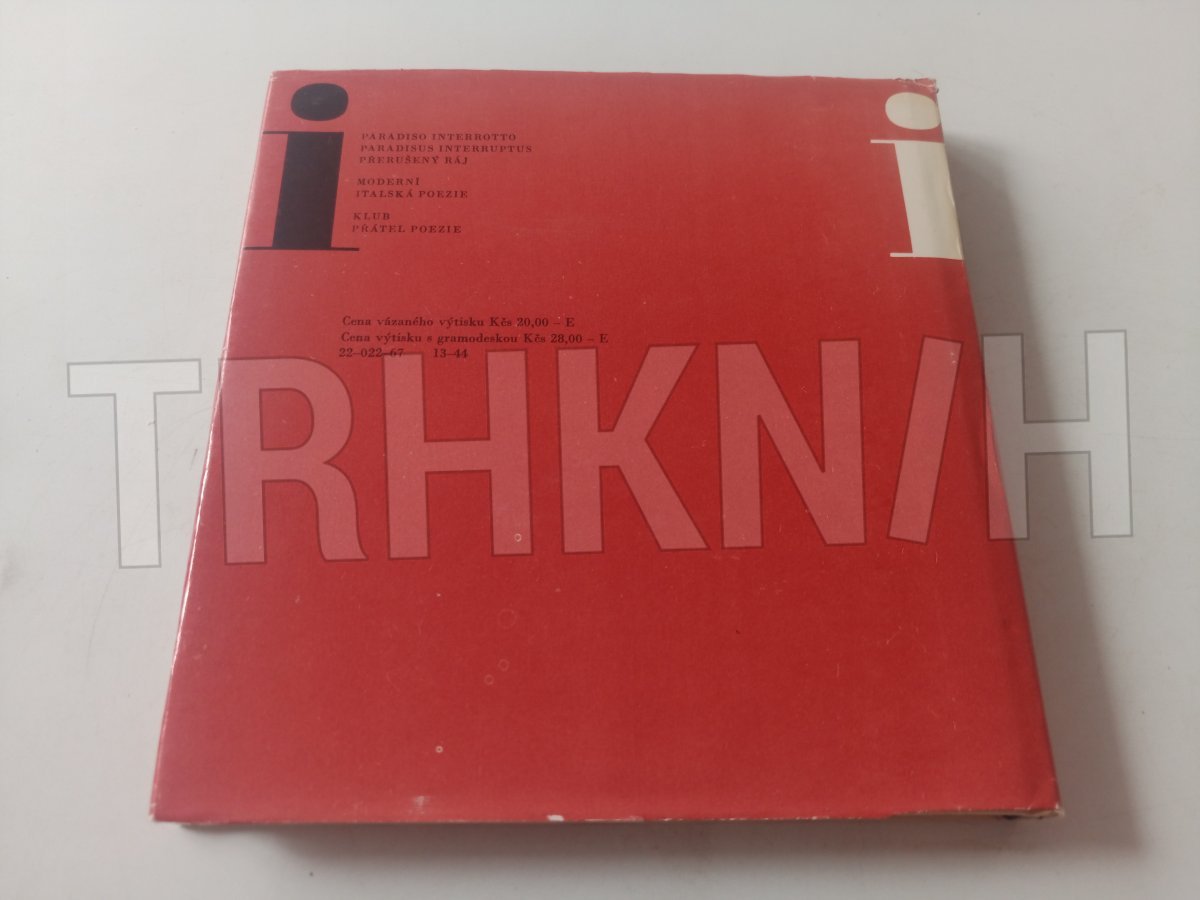 i
i
PARADISO INTERROTTO
PARADISUS INTERRUPTUS
PŘERUŠENÝ RÁJ
MODERNÍ
ITALSKÁ POEZIE
KLUB
PŘÁTEL POEZIE
Cena vázaného výtisku Kčs 20,00 – E
Cena výtisku s gramodeskou Kčs 28,00 – E
22–022–67 13–44
TRHKN/H